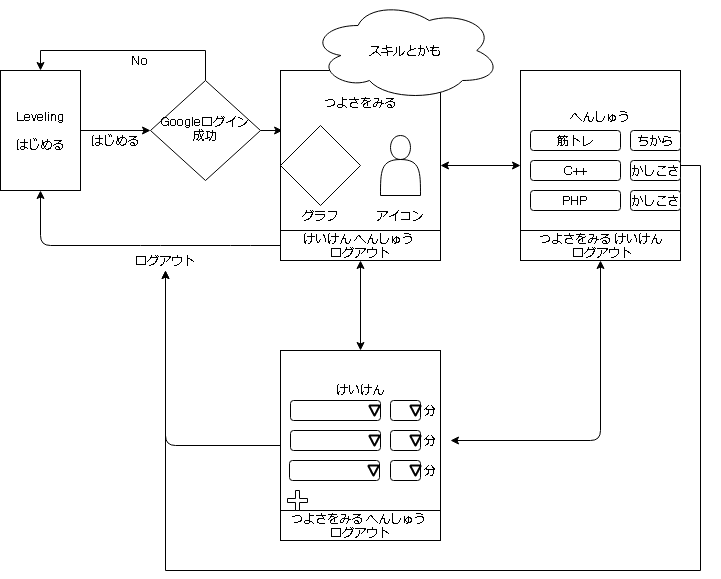 スキルとかも
No
Leveling
はじめる
はじめる
Googleログイン
成功
つよさをみる
グラフ
アイコン
けいけん へんしゅう
ログアウト
へんしゅう
筋トレ
ちから
C++
かしこさ
PHP
かしこさ
つよさをみる けいけん
ログアウト
ログアウト
けいけん
分
分
分
つよさをみる へんしゅう
ログアウト